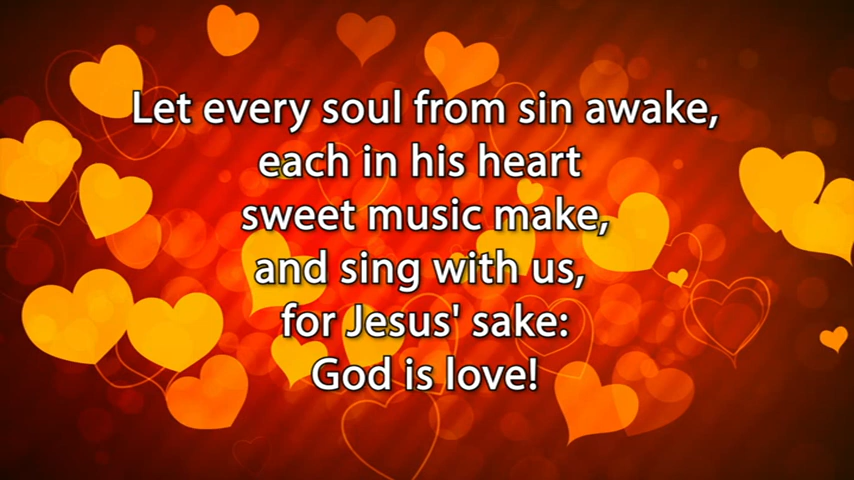 Let every soul from sin awake,
each in his heart
sweet music make,
and sing with us,
for Jesus' sake:
God is love!